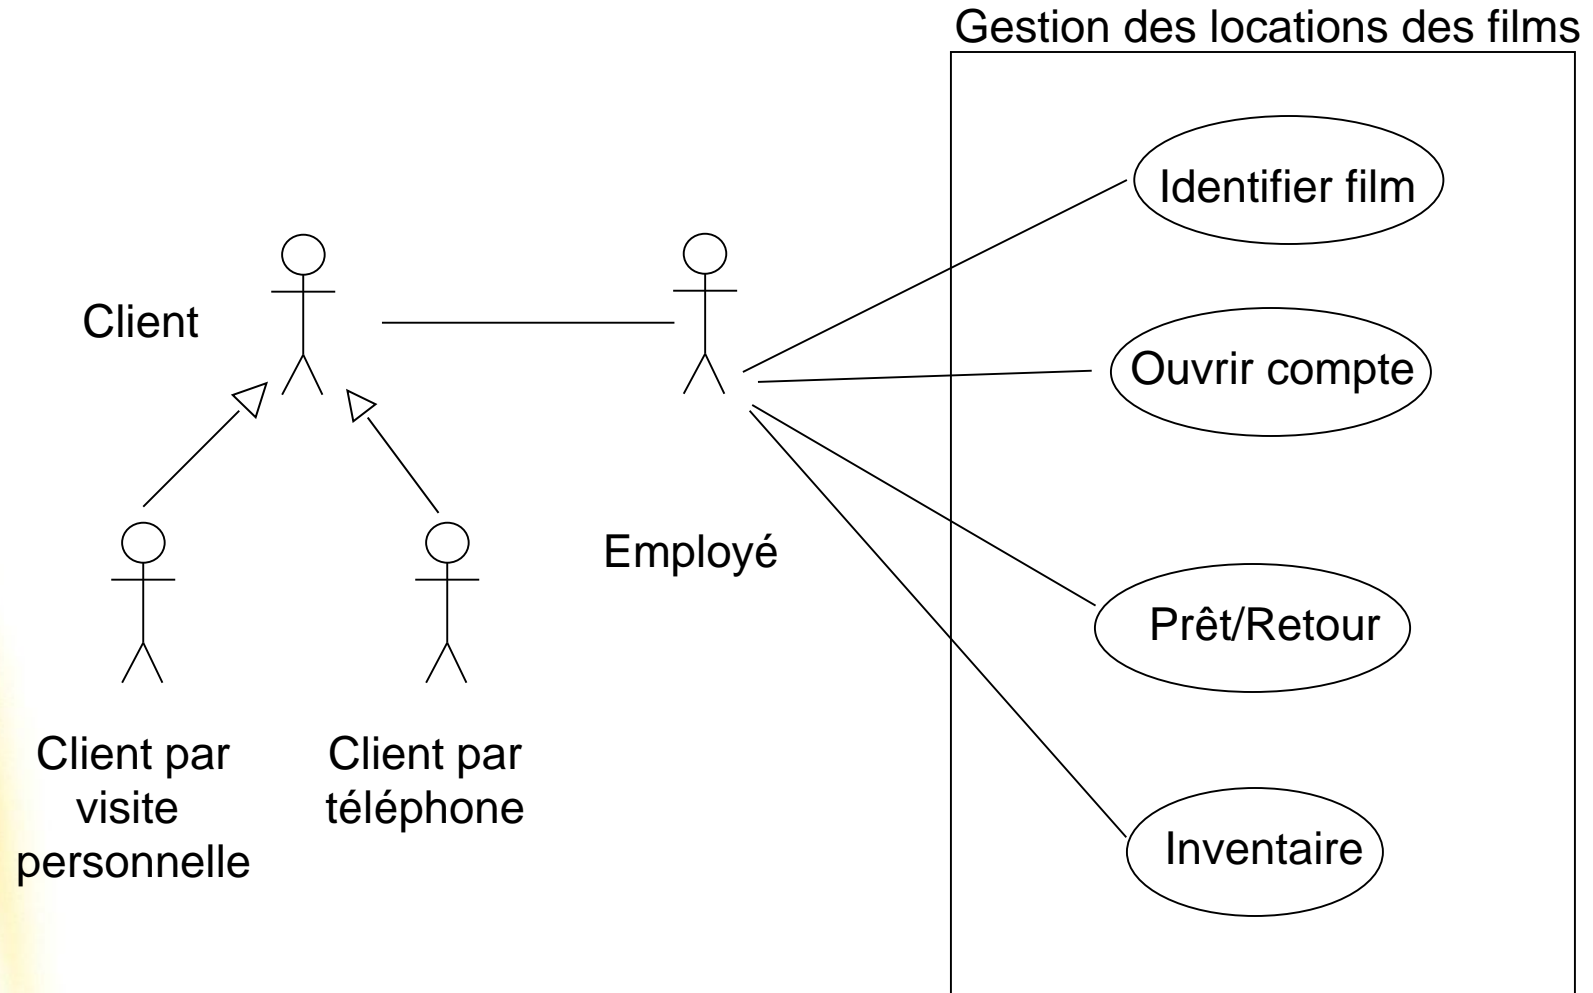 Gestion des locations des films
Identifier film
Client
Ouvrir compte
Employé
Prêt/Retour
Client par
visite
personnelle
Client par
téléphone
Inventaire